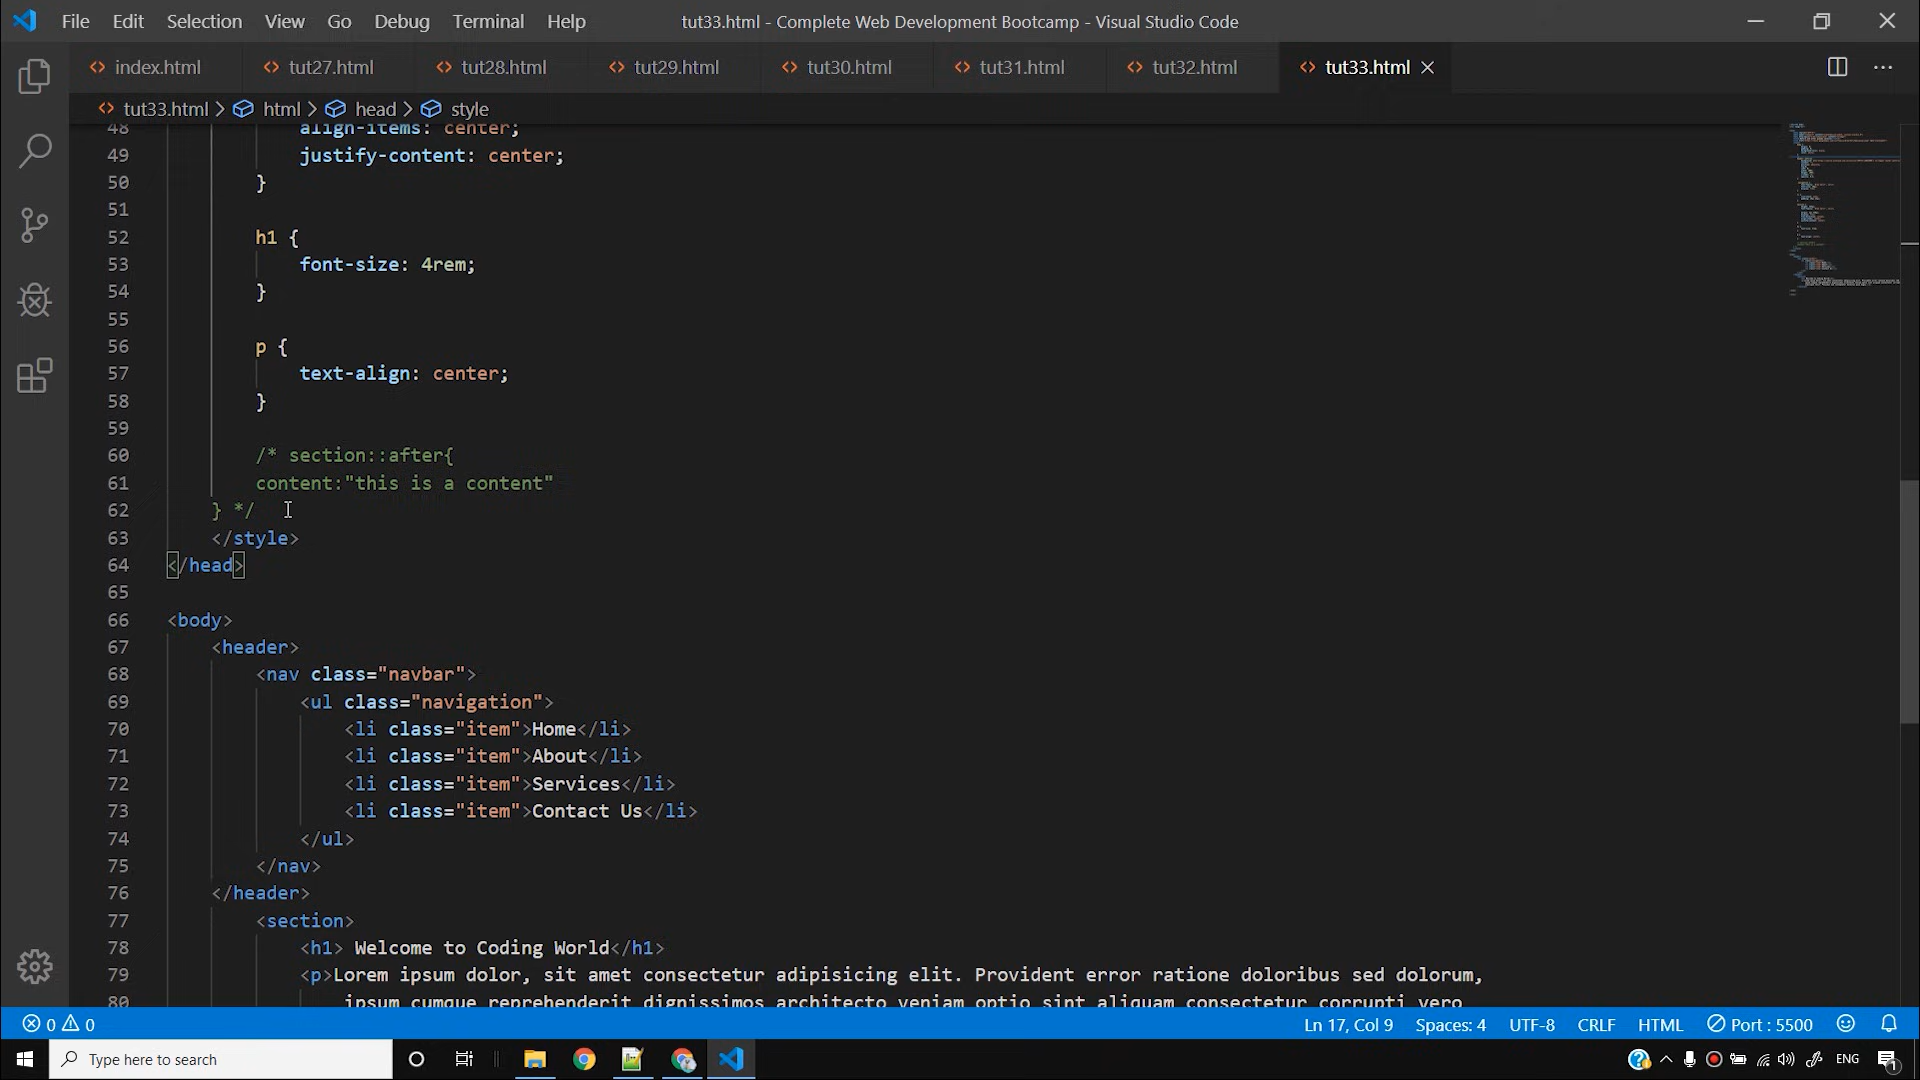 File Edit Selection View Go Debug Terminal Help tut33.html - Complete Web Development Bootcamp - Visual Studio Code
index.html tut27.html tut28.html tut29.html tut30.html tut31.html tut32.html tut33.html
tut33.html > html > head > style
48 align-items: center;
49 justify-content: center;
50 }
51
52 h1 {
53 font-size: 4rem;
54 }
55
56 p {
57 text-align: center;
58 }
59
60 /* section::after{
61 content:"this is a content"
62 } */
63 </style>
64 </head>
65
66 <body>
67 <header>
68 <nav class="navbar">
69 <ul class="navigation">
70 <li class="item">Home</li>
71 <li class="item">About</li>
72 <li class="item">Services</li>
73 <li class="item">Contact Us</li>
74 </ul>
75 </nav>
76 </header>
77 <section>
78 <h1> Welcome to Coding World</h1>
79 <p>Lorem ipsum dolor, sit amet consectetur adipisicing elit. Provident error ratione doloribus sed dolorum,
80 ipsum cumque reprehenderit dignissimos architecto veniam optio sint aliquam consectetur corrupti vero
0 0 Ln 17, Col 9 Spaces: 4 UTF-8 CRLF HTML Port : 5500
Type here to search ENG 1